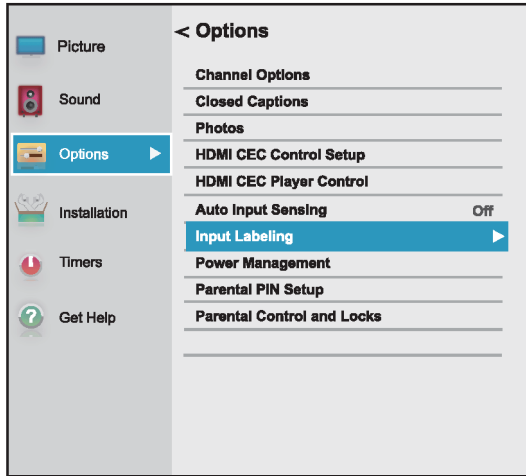 Picture
Sound
Options
Installation
Timers
Get Help
< Options
Channel Options
Closed Captions
Photos
HDMI CEC Control Setup
HDMI CEC Player Control
Auto Input Sensing Off
Input Labeling
Power Management
Parental PIN Setup
Parental Control and Locks